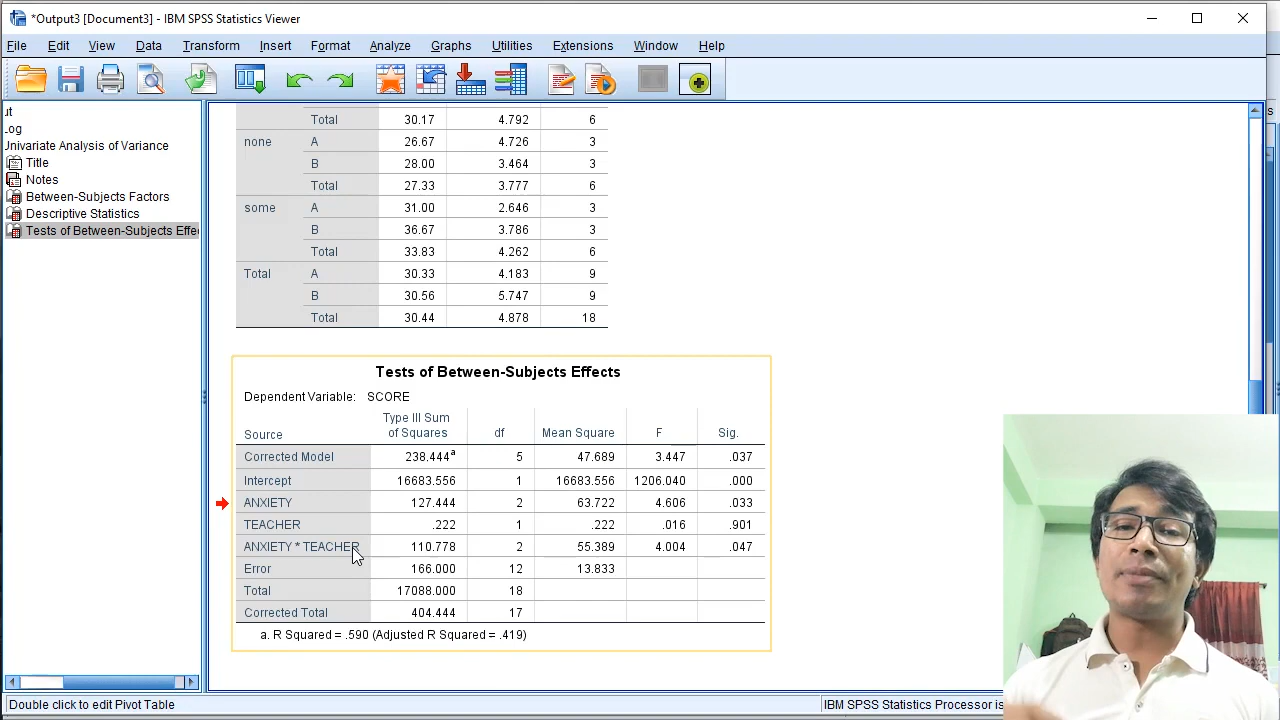 *Output3 [Document3] - IBM SPSS Statistics Viewer
File Edit View Data Transform Insert Format Analyze Graphs Utilities Extensions Window Help
ut
Log
Univariate Analysis of Variance
Title
Notes
Between-Subjects Factors
Descriptive Statistics
Tests of Between-Subjects Effe
Total 30.17 4.792 6
none A 26.67 4.726 3
B 28.00 3.464 3
Total 27.33 3.777 6
some A 31.00 2.646 3
B 36.67 3.786 3
Total 33.83 4.262 6
Total A 30.33 4.183 9
B 30.56 5.747 9
Total 30.44 4.878 18
Tests of Between-Subjects Effects
Dependent Variable: SCORE
Source Type III Sum of Squares df Mean Square F Sig.
Corrected Model 238.444a 5 47.689 3.447 .037
Intercept 16683.556 1 16683.556 1206.040 .000
ANXIETY 127.444 2 63.722 4.606 .033
TEACHER .222 1 .222 .016 .901
ANXIETY * TEACHER 110.778 2 55.389 4.004 .047
Error 166.000 12 13.833
Total 17088.000 18
Corrected Total 404.444 17
a. R Squared = .590 (Adjusted R Squared = .419)
Double click to edit Pivot Table
IBM SPSS Statistics Processor is